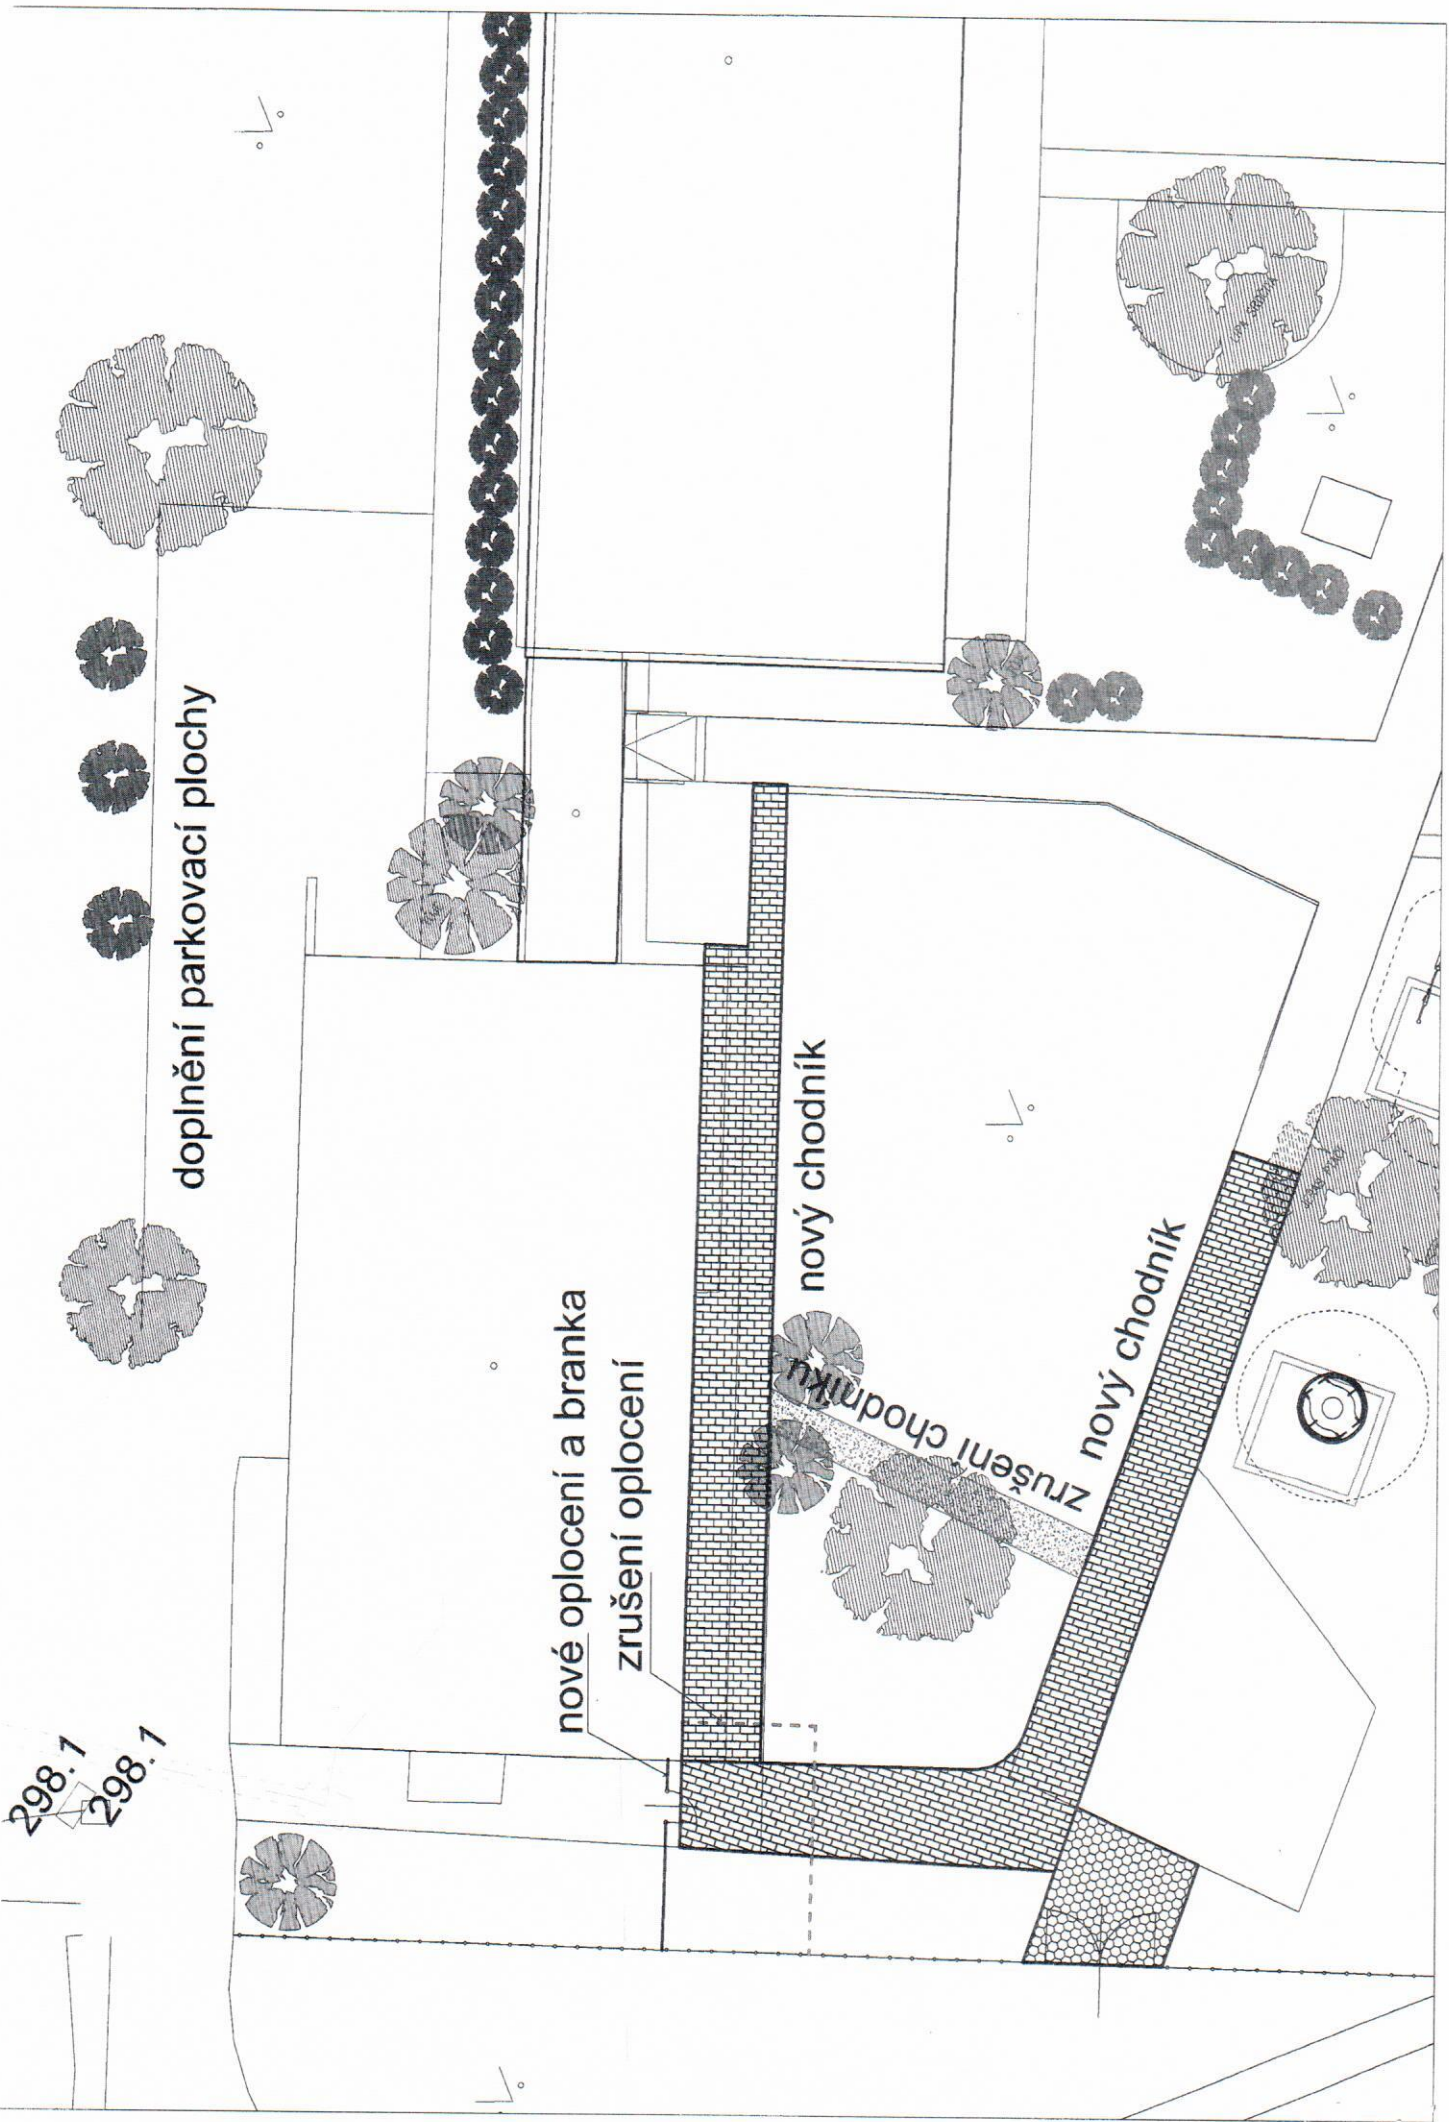 298.1
298.1
doplnění parkovací plochy
nové oplocení a branka
zrušení oplocení
nový chodník
zrušení chodníku
nový chodník